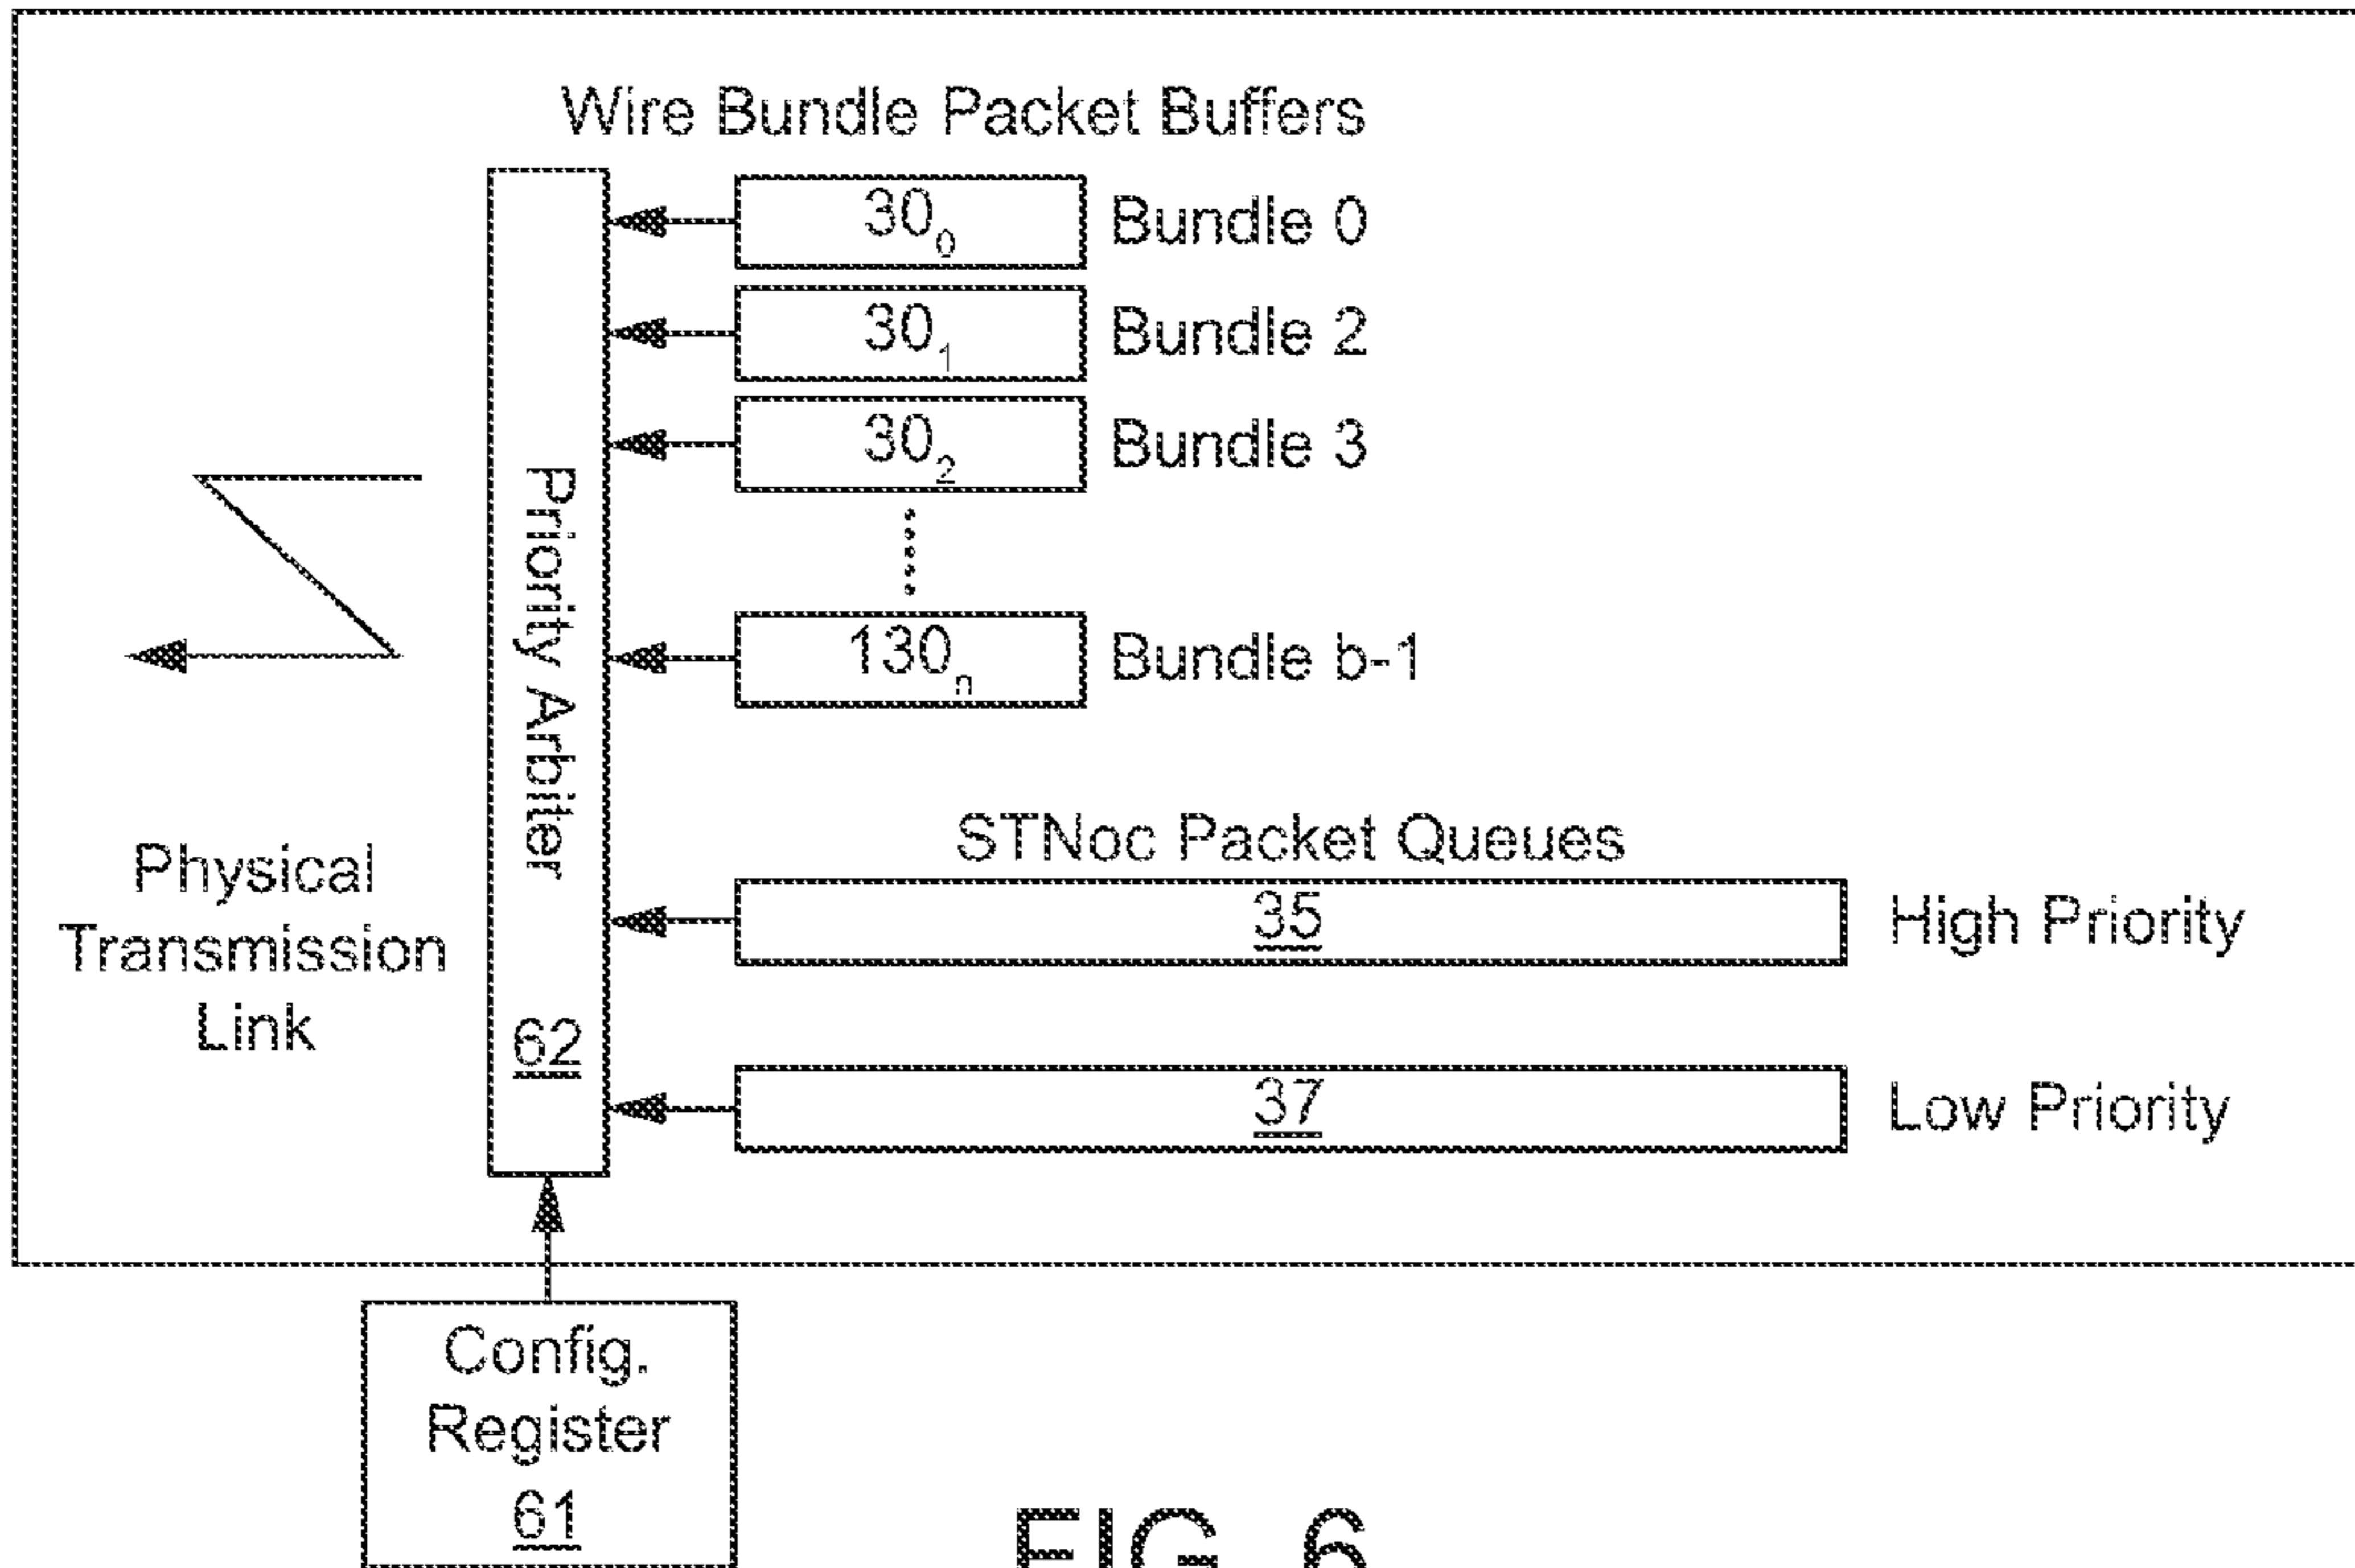 Wire Bundle Packet Buffers
30₀ Bundle 0
30₁ Bundle 2
30₂ Bundle 3
130ₙ Bundle b-1
Priority Arbiter
62
Physical
Transmission
Link
STNoc Packet Queues
35 High Priority
37 Low Priority
Config.
Register
61
FIG. 6